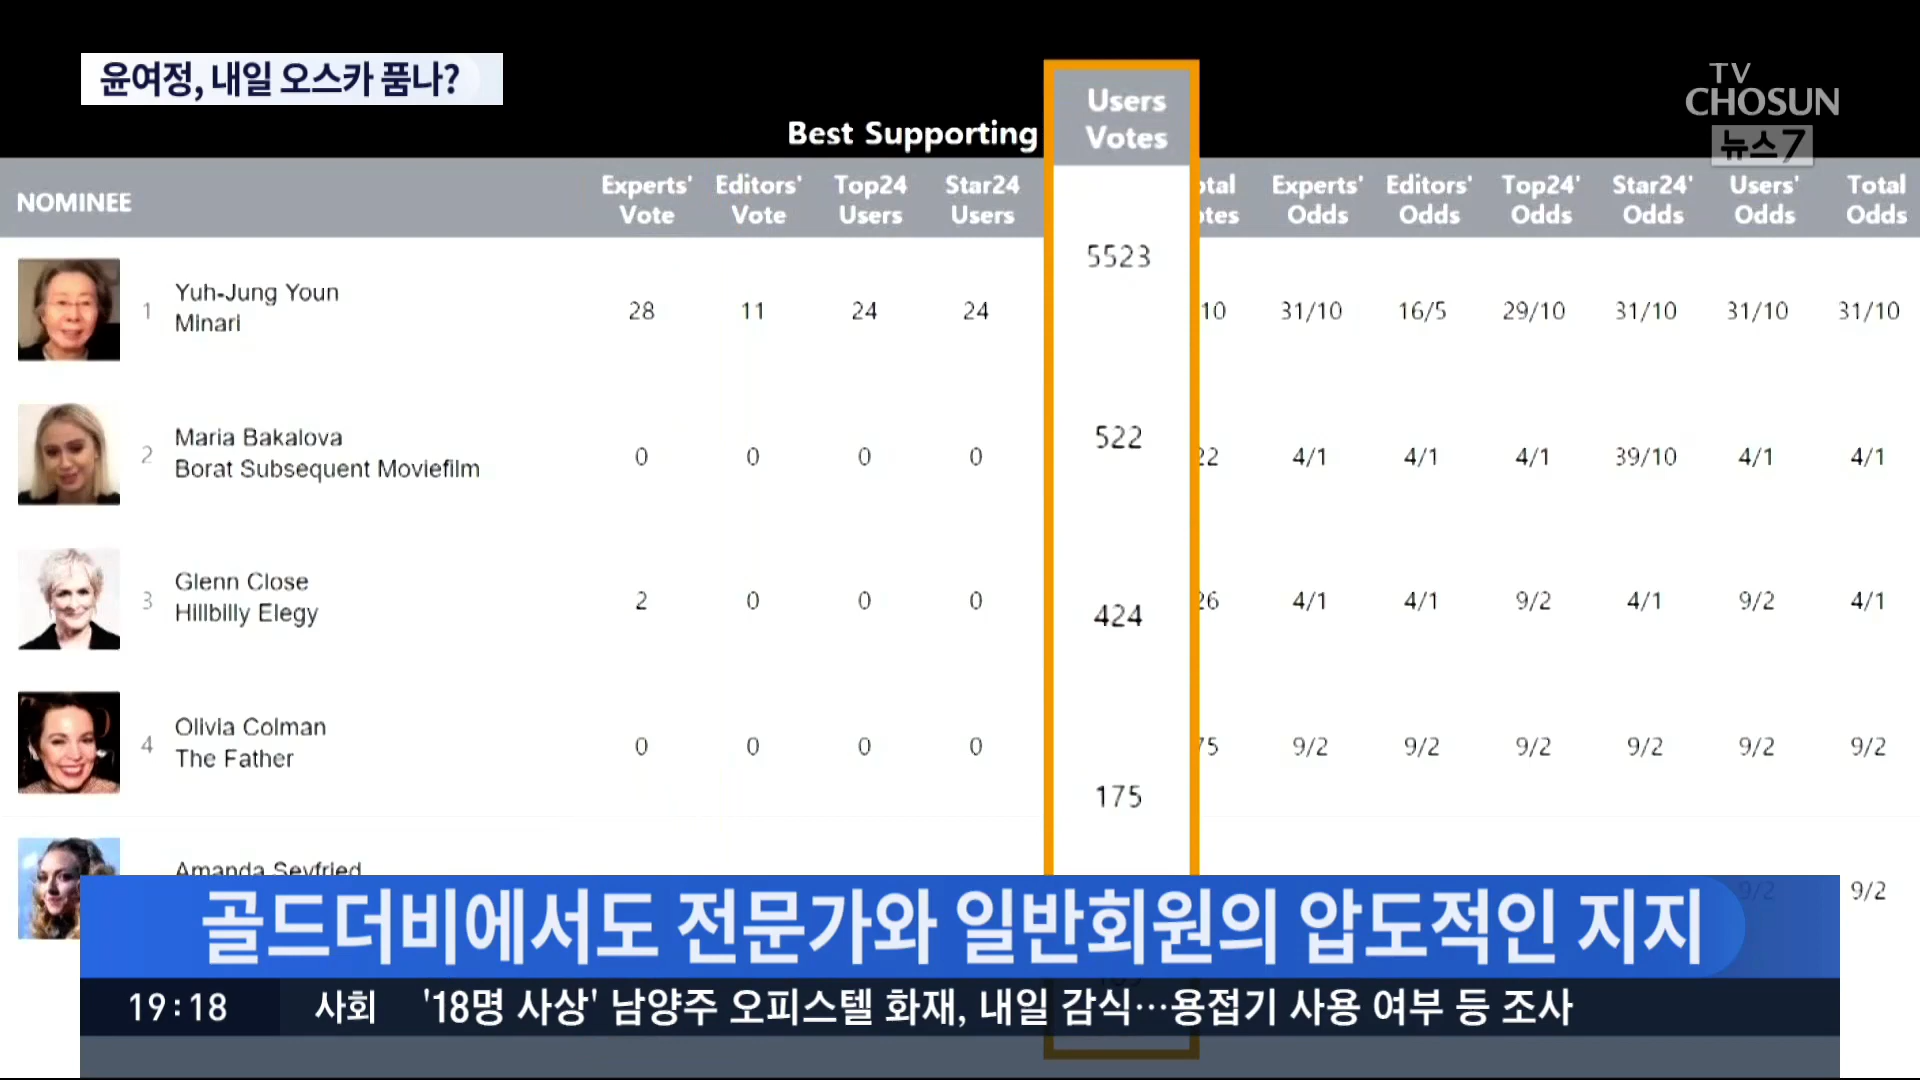 윤여정, 내일 오스카 품나?
TV
CHOSUN
뉴스7
Best Supporting
Users
Votes
NOMINEE
Experts' Vote
Editors' Vote
Top24 Users
Star24 Users
Experts' Odds
Editors' Odds
Top24' Odds
Star24' Odds
Users' Odds
Total Odds
5523
1 Yuh-Jung Youn
Minari
28 11 24 24 10 31/10 16/5 29/10 31/10 31/10 31/10
522
2 Maria Bakalova
Borat Subsequent Moviefilm
0 0 0 0 22 4/1 4/1 4/1 39/10 4/1 4/1
424
3 Glenn Close
Hillbilly Elegy
2 0 0 0 26 4/1 4/1 9/2 4/1 9/2 4/1
4 Olivia Colman
The Father
0 0 0 0 75 9/2 9/2 9/2 9/2 9/2 9/2
175
Amanda Seyfried
9/2 9/2
골드더비에서도 전문가와 일반회원의 압도적인 지지
19:18 사회 '18명 사상' 남양주 오피스텔 화재, 내일 감식…용접기 사용 여부 등 조사